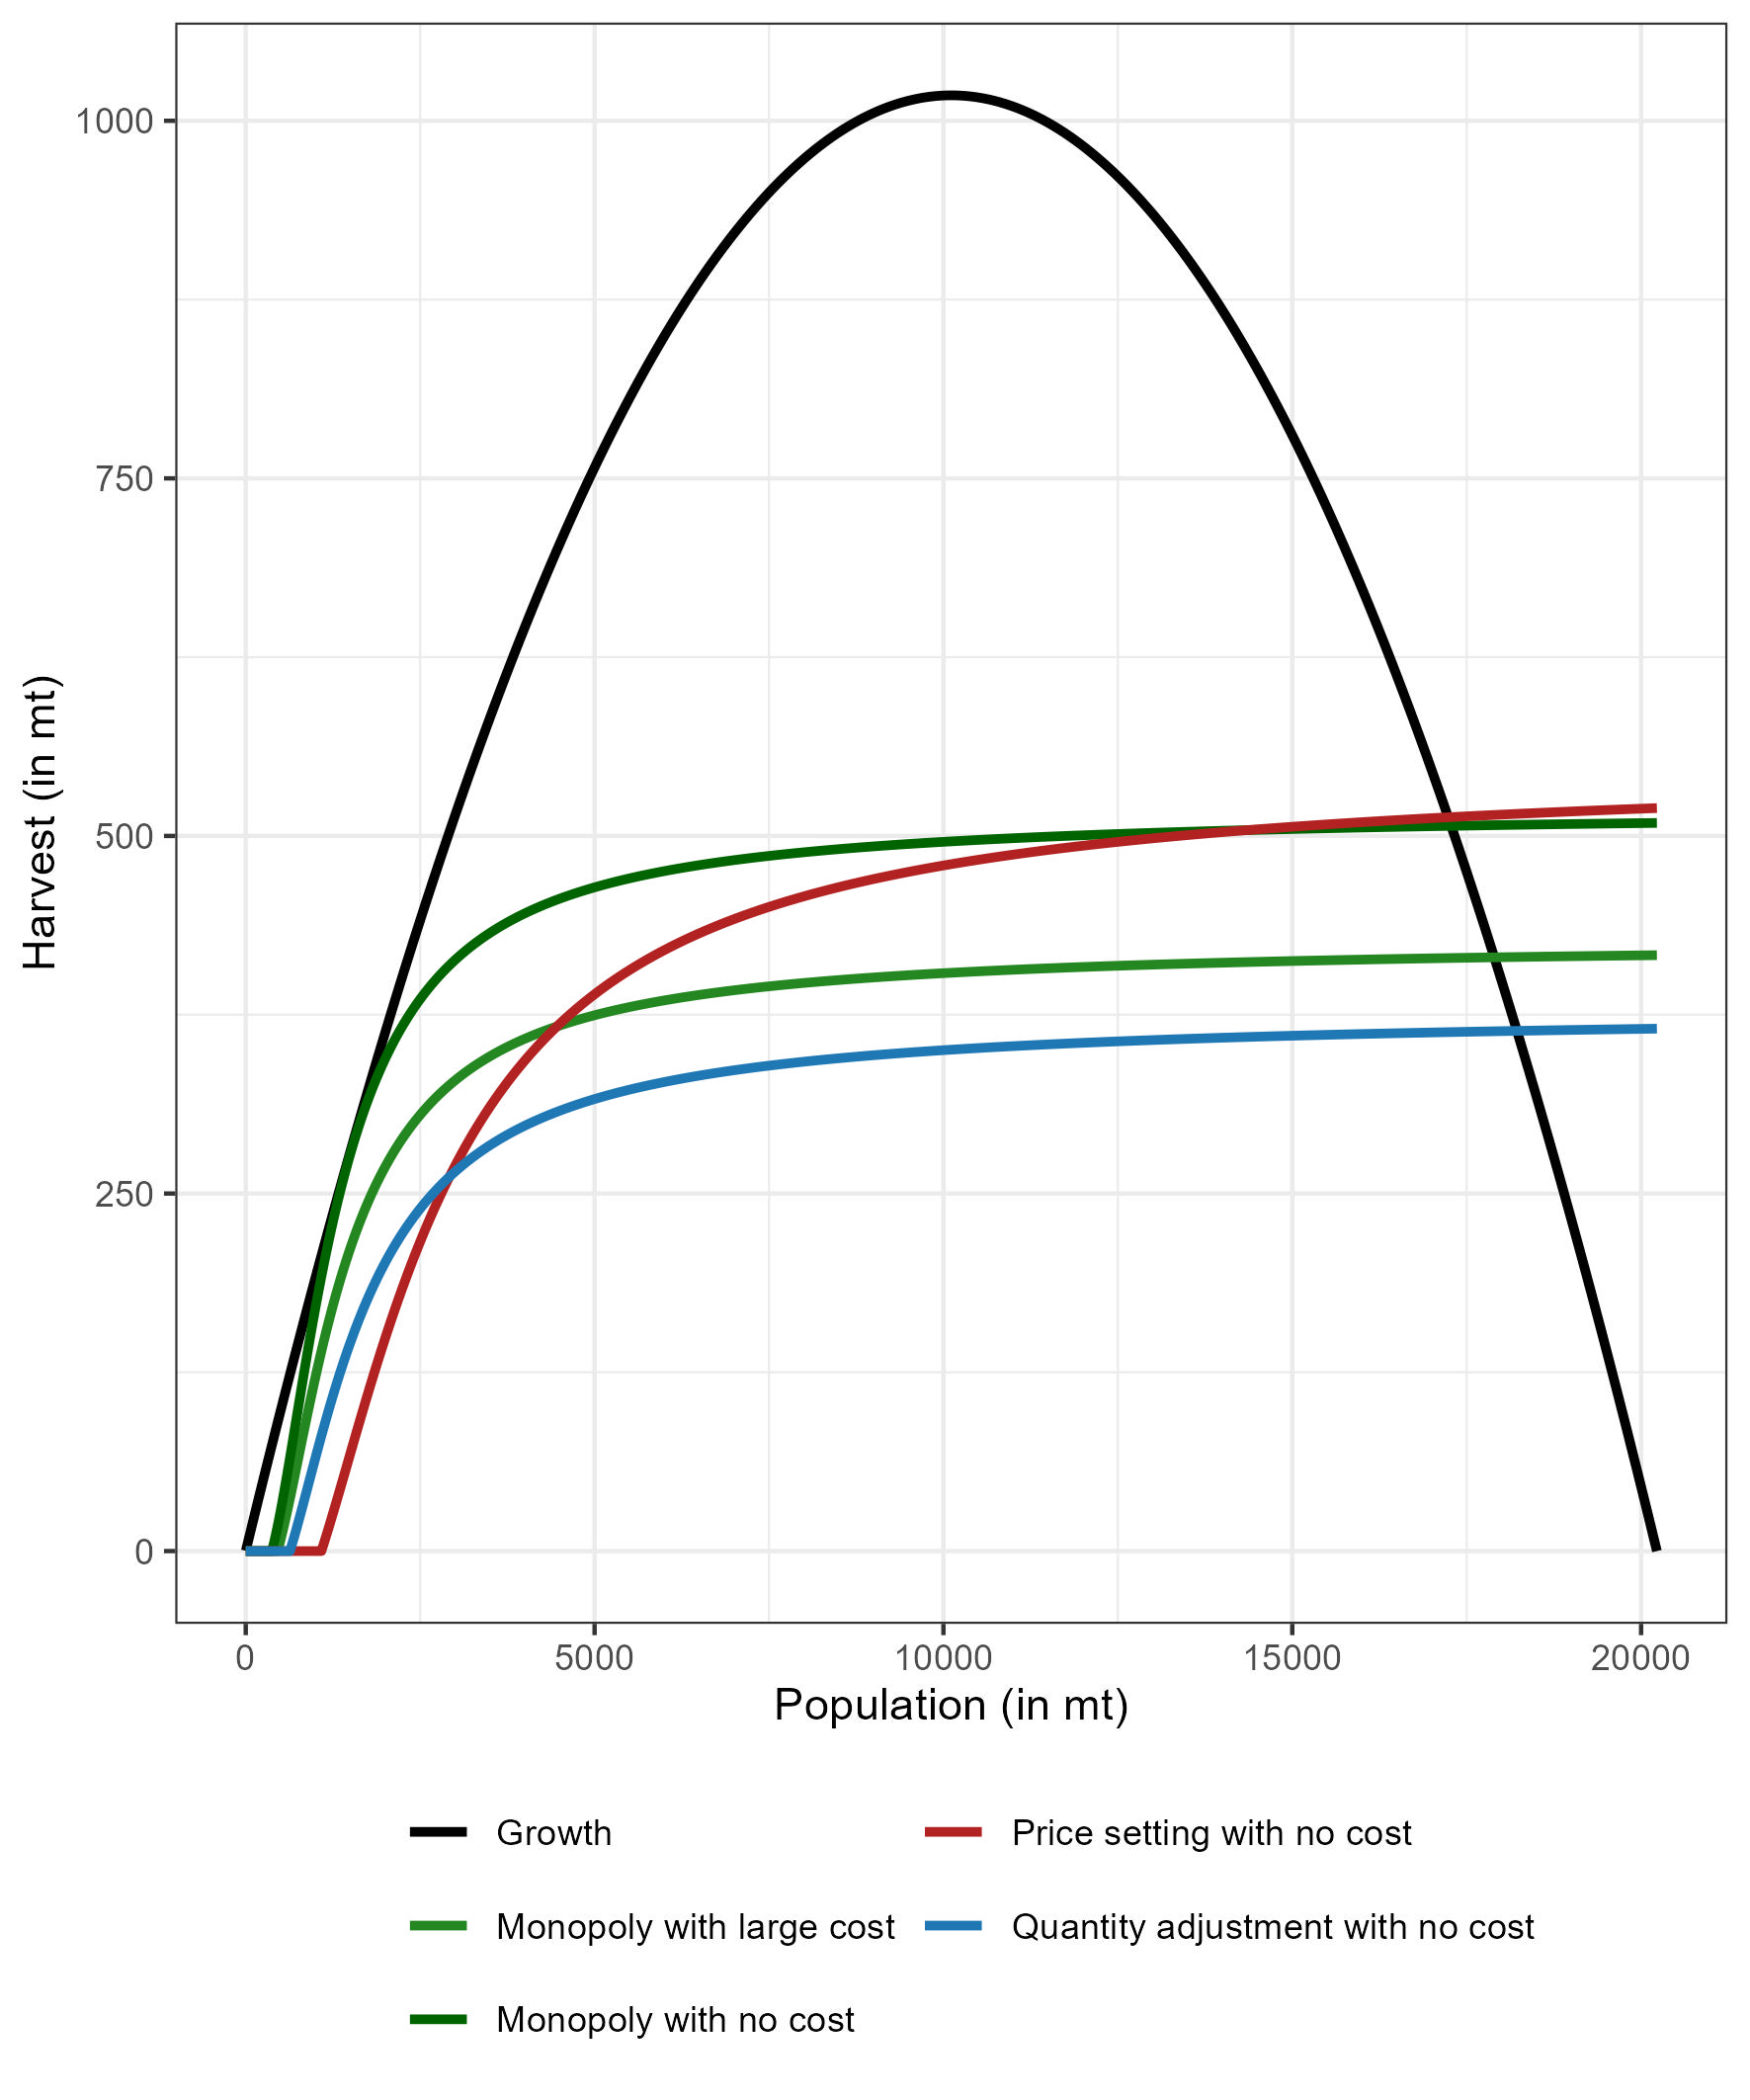 1000
750
500
250
0
Harvest (in mt)
0 5000 10000 15000 20000
Population (in mt)
Growth
Monopoly with large cost
Monopoly with no cost
Price setting with no cost
Quantity adjustment with no cost